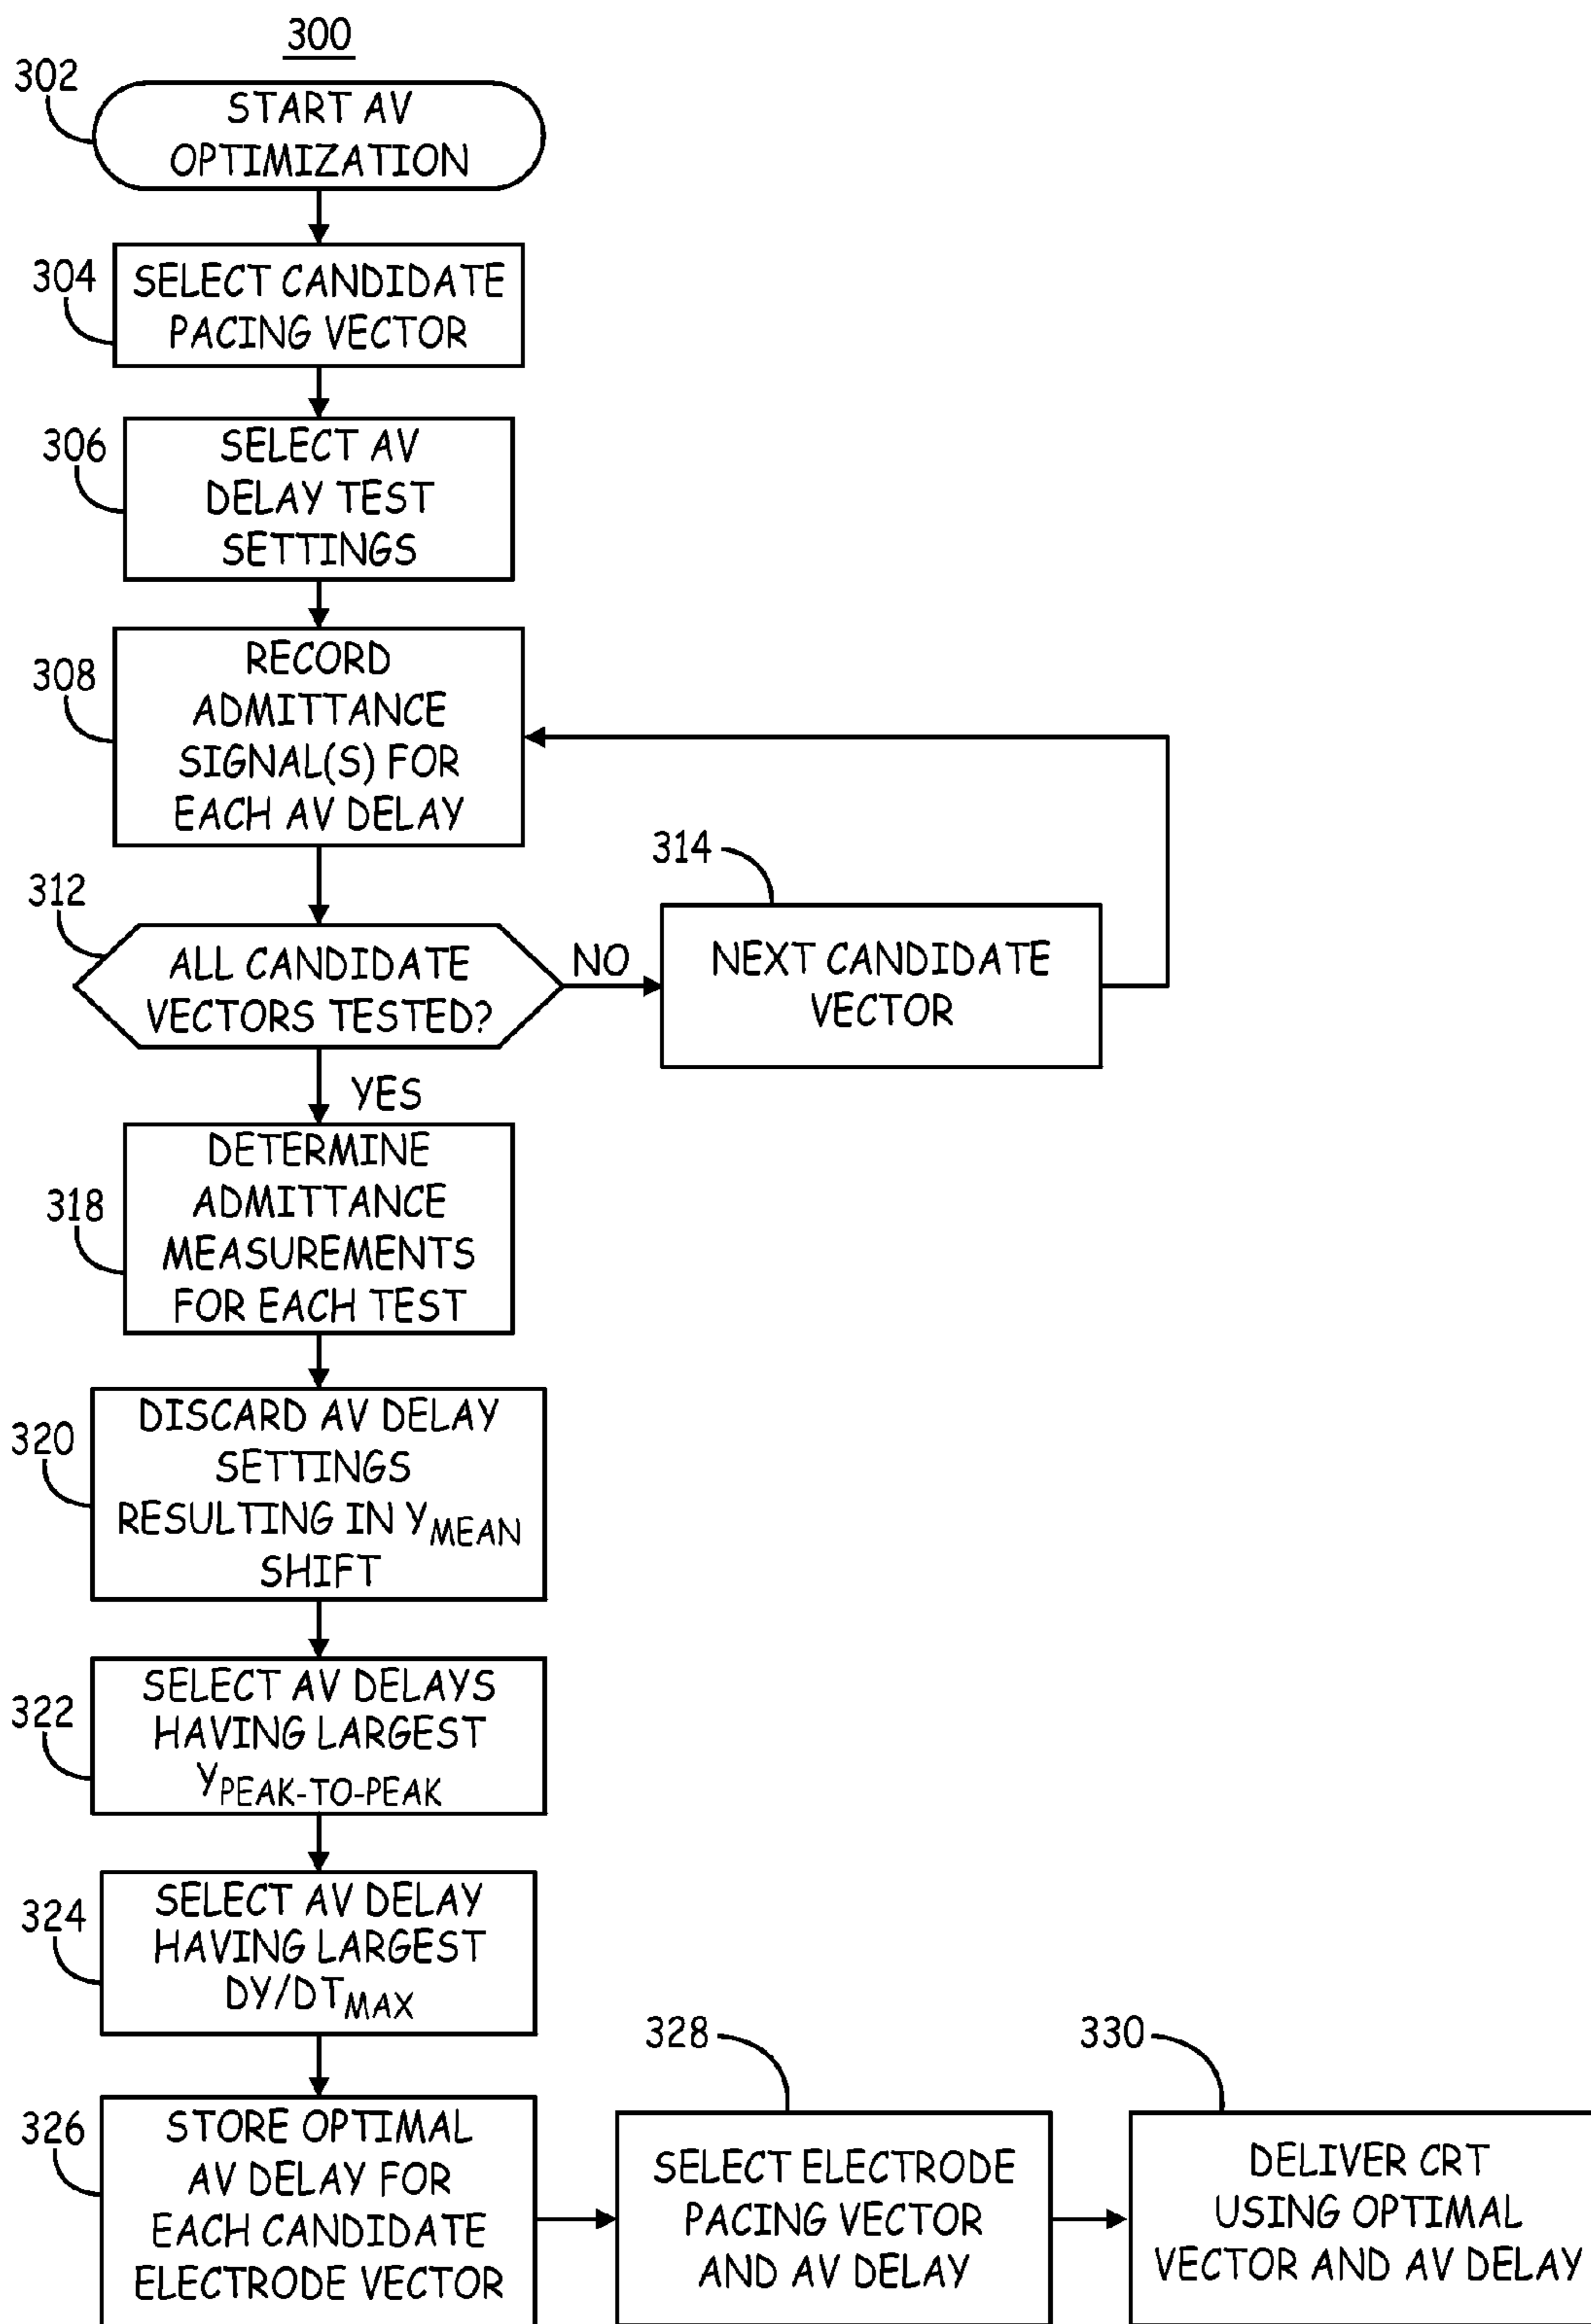 300
302
START AV
OPTIMIZATION
304
SELECT CANDIDATE
PACING VECTOR
306
SELECT AV
DELAY TEST
SETTINGS
308
RECORD
ADMITTANCE
SIGNAL(S) FOR
EACH AV DELAY
312
ALL CANDIDATE
VECTORS TESTED?
NO
314
NEXT CANDIDATE
VECTOR
YES
318
DETERMINE
ADMITTANCE
MEASUREMENTS
FOR EACH TEST
320
DISCARD AV DELAY
SETTINGS
RESULTING IN YMEAN
SHIFT
322
SELECT AV DELAYS
HAVING LARGEST
YPEAK-TO-PEAK
324
SELECT AV DELAY
HAVING LARGEST
DY/DTMAX
326
STORE OPTIMAL
AV DELAY FOR
EACH CANDIDATE
ELECTRODE VECTOR
328
SELECT ELECTRODE
PACING VECTOR
AND AV DELAY
330
DELIVER CRT
USING OPTIMAL
VECTOR AND AV DELAY